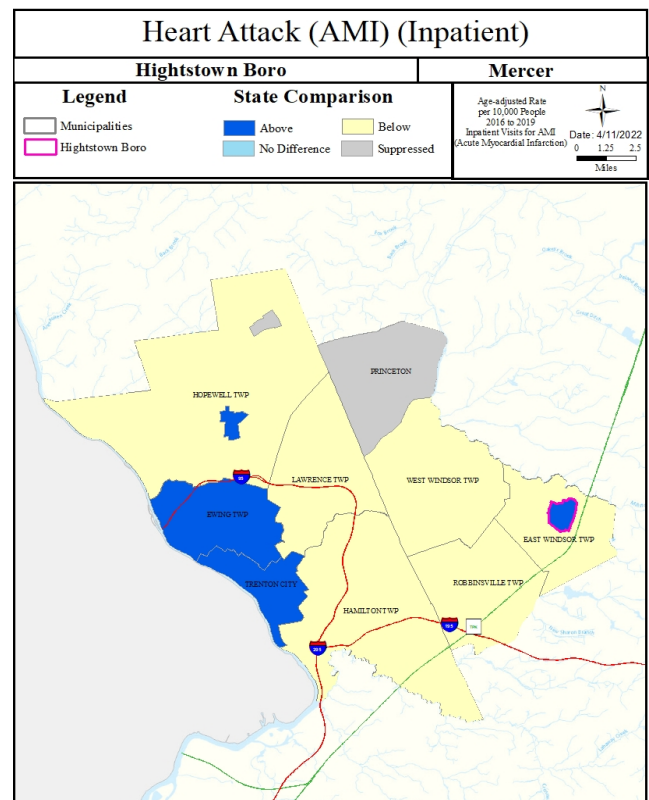 Heart Attack (AMI) (Inpatient)
Hightstown Boro
Mercer
Legend
Municipalities
Hightstown Boro
State Comparison
Above
Below
No Difference
Suppressed
Age-adjusted Rate
per 10,000 People
2016 to 2019
Inpatient Visits for AMI
(Acute Myocardial Infarction)
N
Date: 4/11/2022
0 1.25 2.5
Miles
PRINCETON
HOPEWELL TWP
LAWRENCE TWP
WEST WINDSOR TWP
EWING TWP
EAST WINDSOR TWP
TRENTON CITY
ROBBINSVILLE TWP
HAMILTON TWP
195